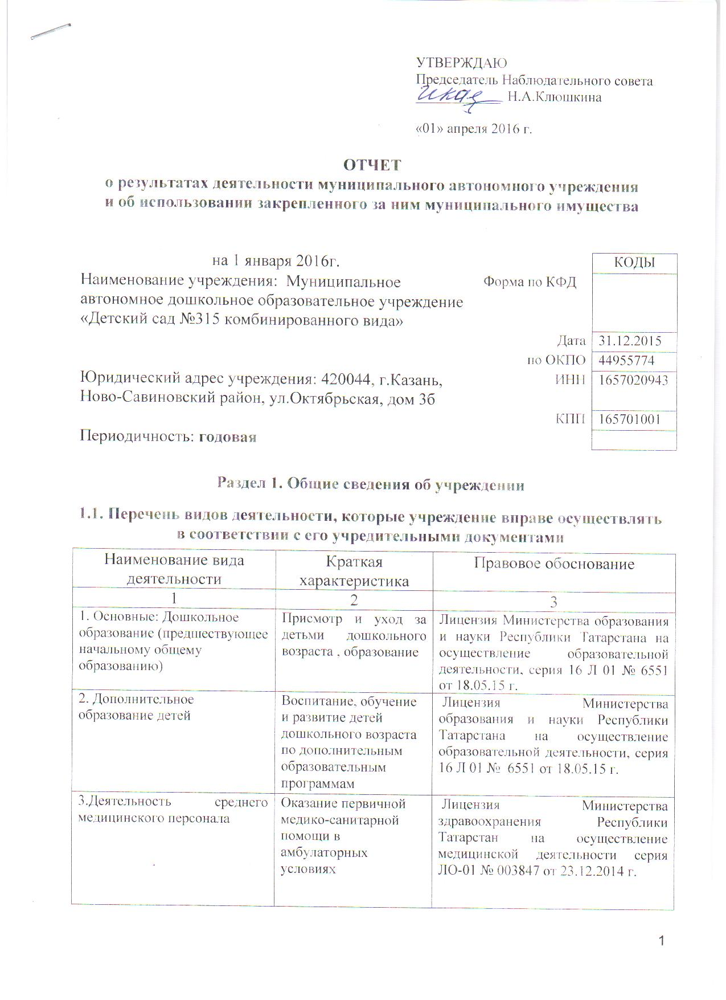 УТВЕРЖДАЮ
Председатель Наблюдательного совета
Н.А.Клюшкина
«01» апреля 2016 г.
ОТЧЕТ
о результатах деятельности муниципального автономного учреждения
и об использовании закрепленного за ним муниципального имущества
на 1 января 2016г.
КОДЫ
Наименование учреждения: Муниципальное
автономное дошкольное образовательное учреждение
«Детский сад №315 комбинированного вида»
Форма по КФД
Дата 31.12.2015
по ОКПО 44955774
Юридический адрес учреждения: 420044, г.Казань,
Ново-Савиновский район, ул.Октябрьская, дом 3б
ИНН 1657020943
КПП 165701001
Периодичность: годовая
Раздел 1. Общие сведения об учреждении
1.1. Перечень видов деятельности, которые учреждение вправе осуществлять
в соответствии с его учредительными документами
Наименование вида
деятельности
Краткая
характеристика
Правовое обоснование
1
2
3
1. Основные: Дошкольное
образование (предшествующее
начальному общему
образованию)
Присмотр и уход за
детьми дошкольного
возраста , образование
Лицензия Министерства образования
и науки Республики Татарстана на
осуществление образовательной
деятельности, серия 16 Л 01 № 6551
от 18.05.15 г.
2. Дополнительное
образование детей
Воспитание, обучение
и развитие детей
дошкольного возраста
по дополнительным
образовательным
программам
Лицензия Министерства
образования и науки Республики
Татарстана на осуществление
образовательной деятельности, серия
16 Л 01 № 6551 от 18.05.15 г.
3.Деятельность среднего
медицинского персонала
Оказание первичной
медико-санитарной
помощи в
амбулаторных
условиях
Лицензия Министерства
здравоохранения Республики
Татарстан на осуществление
медицинской деятельности серия
ЛО-01 № 003847 от 23.12.2014 г.
1